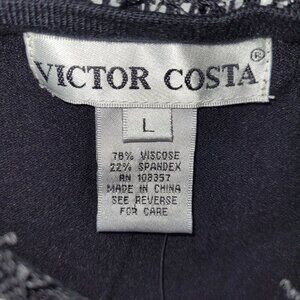 VICTOR COSTA®
L
78% VISCOSE
22% SPANDEX
RN 108357
MADE IN CHINA
SEE REVERSE
FOR CARE